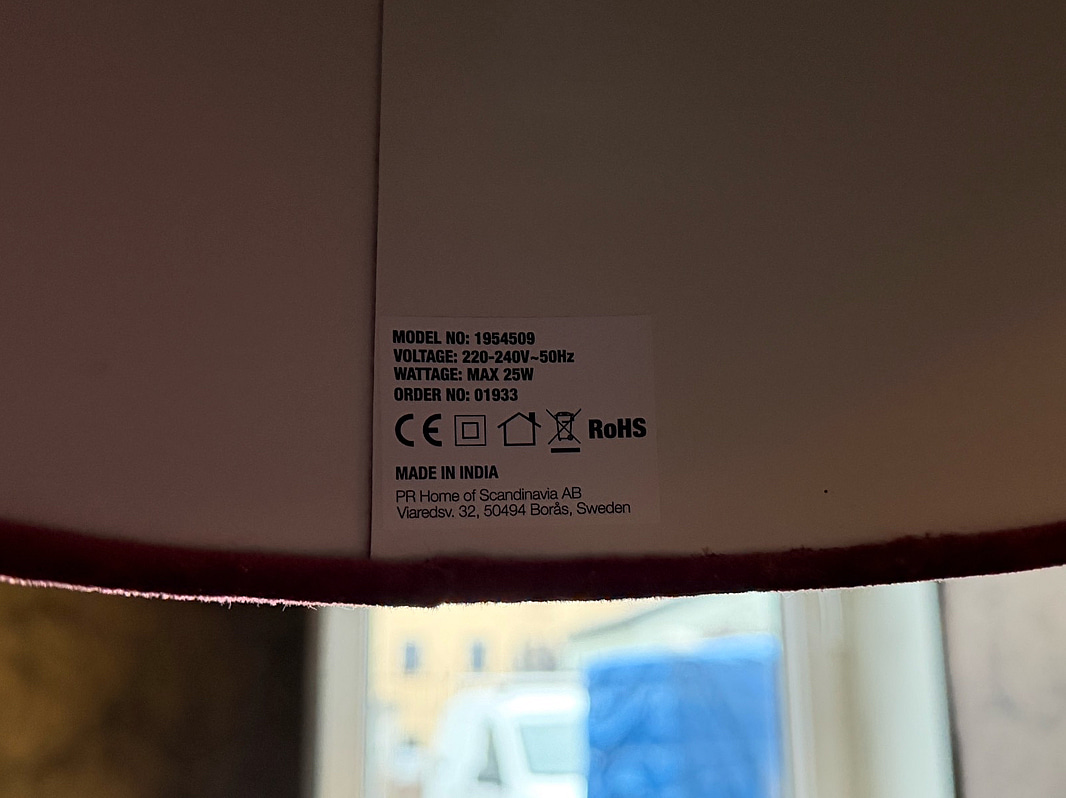 MODEL NO: 1954509
VOLTAGE: 220-240V~50Hz
WATTAGE: MAX 25W
ORDER NO: 01933
CE RoHS
MADE IN INDIA
PR Home of Scandinavia AB
Viaredsv. 32, 50494 Borås, Sweden